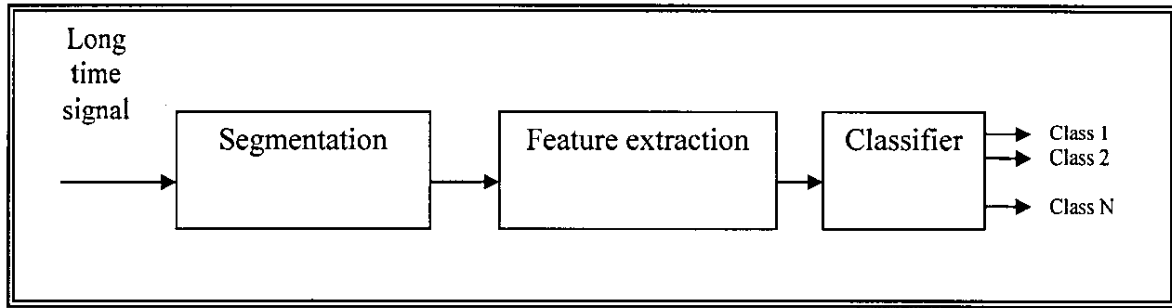 Long
time
signal
Segmentation
Feature extraction
Classifier
Class 1
Class 2
Class N